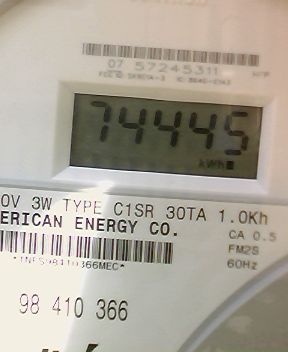 07 57245311
74445
kWh
0V 3W TYPE C1SR 30TA 1.0Kh
ERICAN ENERGY CO.
CA 0.5
FM2S
60Hz
98 410 366